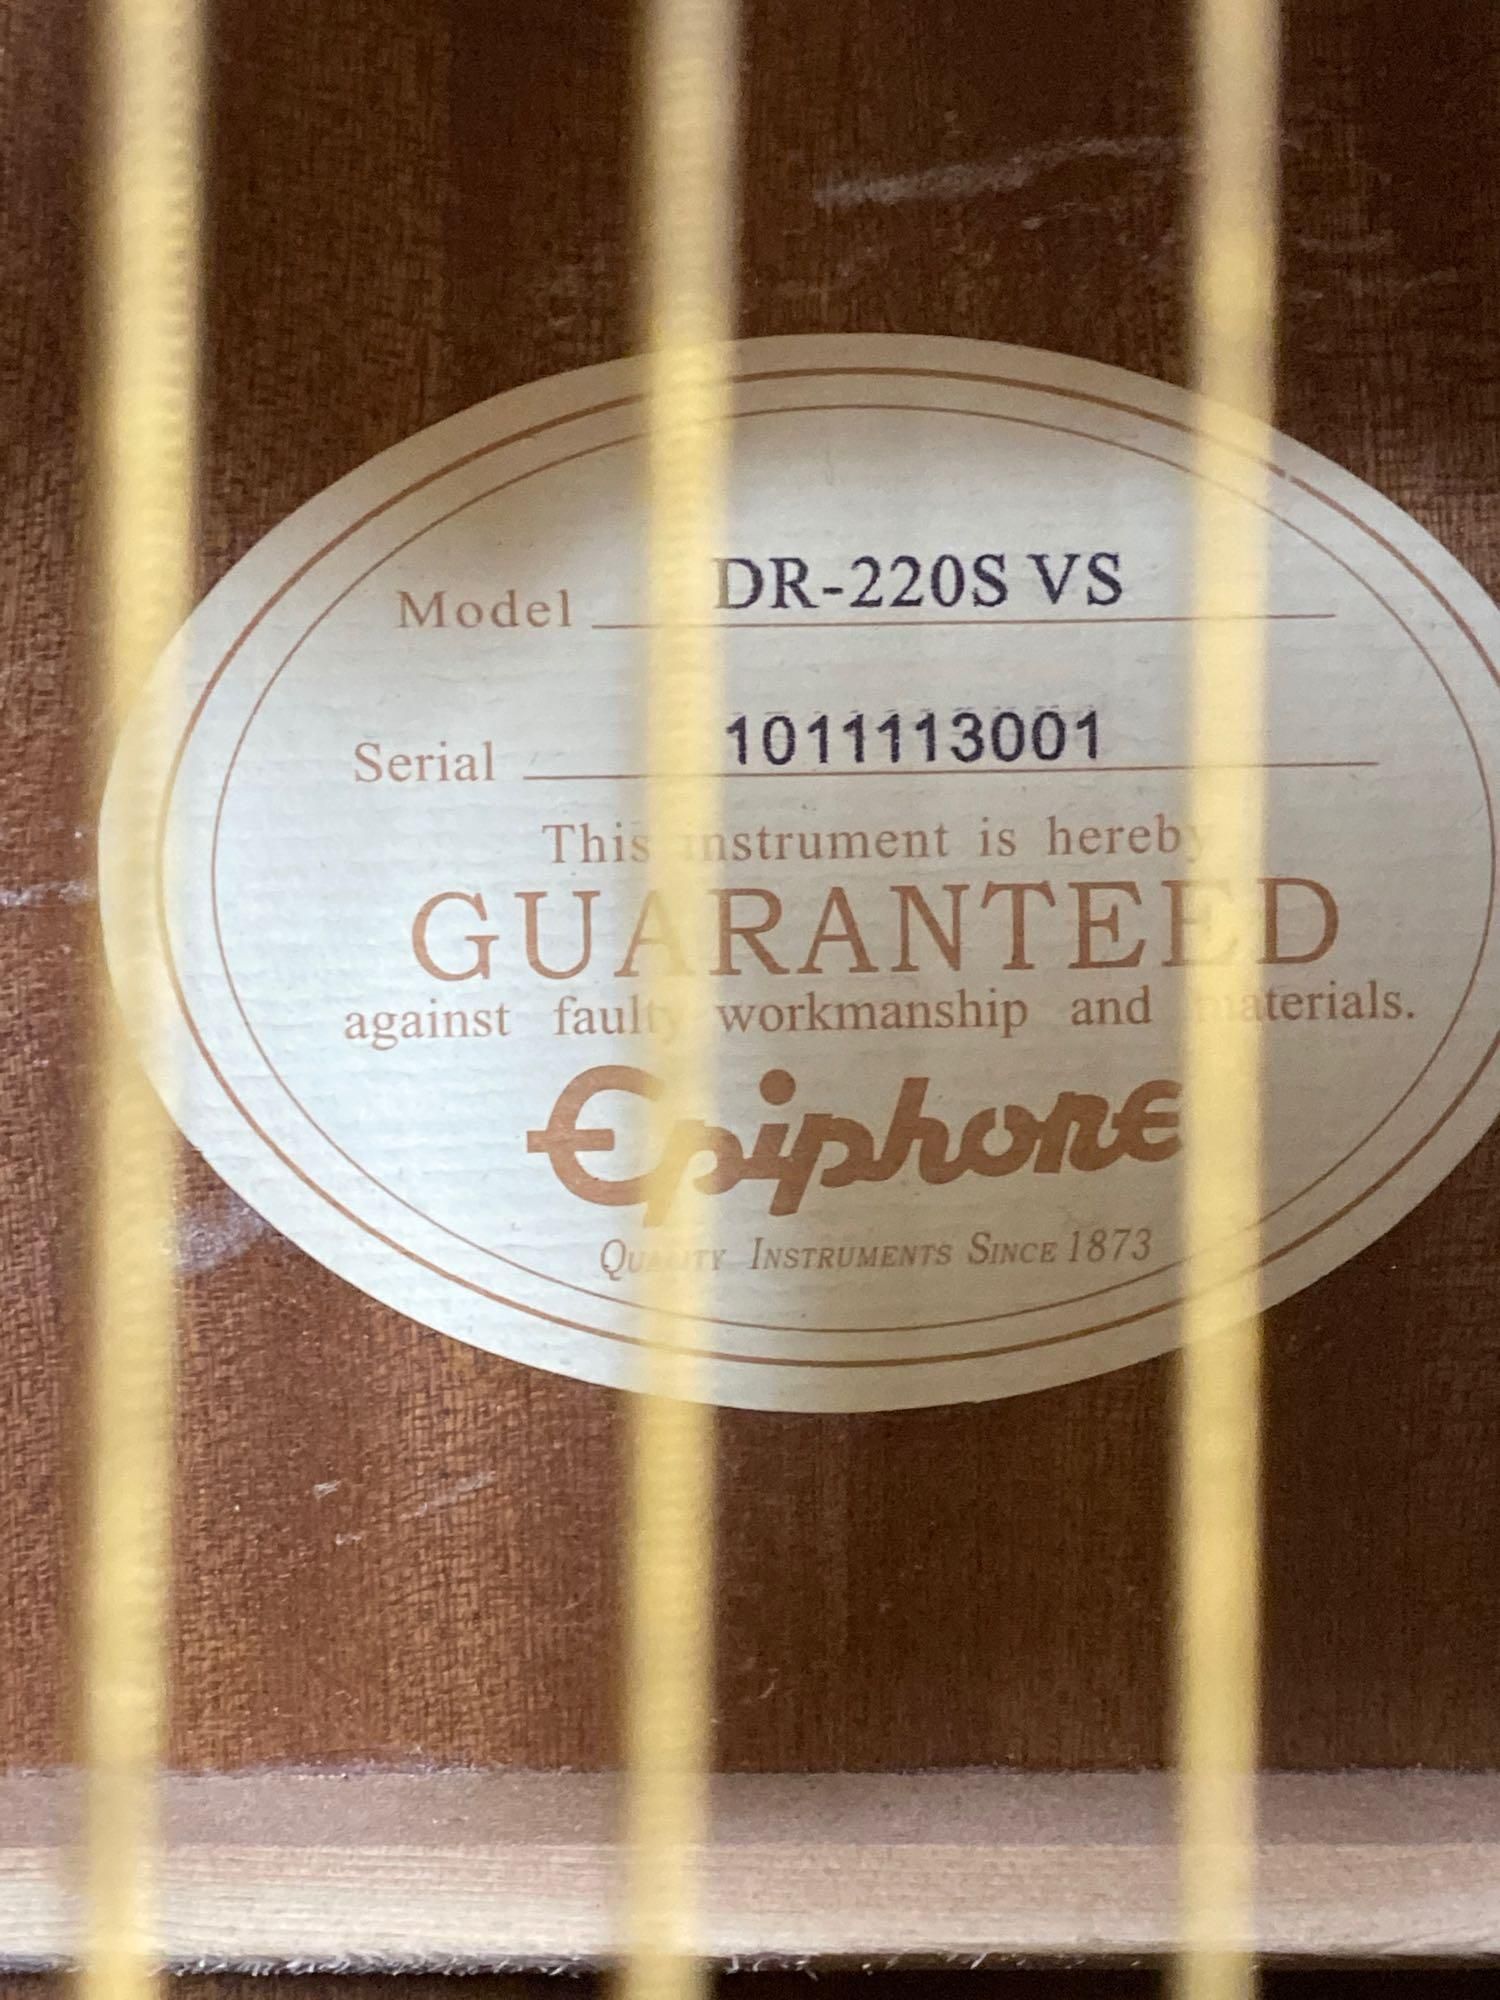 Model DR-220S VS
Serial 1011113001
This instrument is hereby
GUARANTEED
against faulty workmanship and materials.
Epiphone
QUALITY INSTRUMENTS SINCE 1873